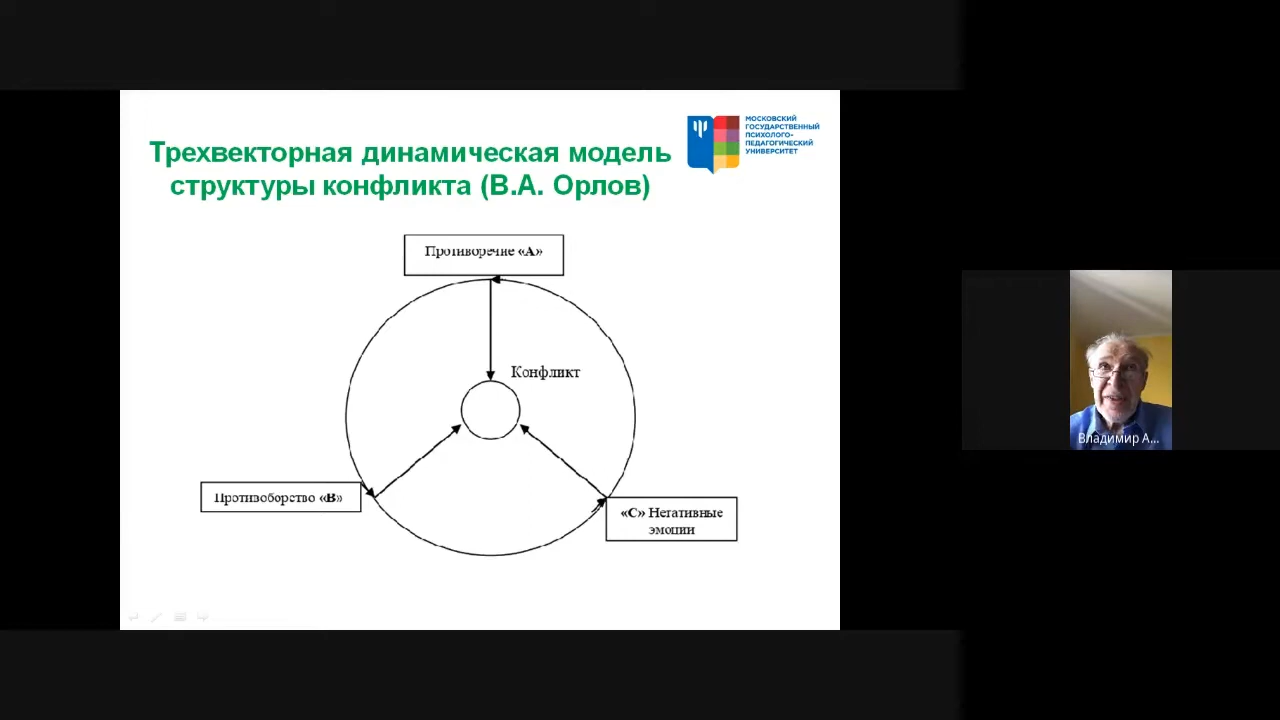 Трехвекторная динамическая модель
структуры конфликта (В.А. Орлов)
МОСКОВСКИЙ
ГОСУДАРСТВЕННЫЙ
ПСИХОЛОГО-
ПЕДАГОГИЧЕСКИЙ
УНИВЕРСИТЕТ
Противоречие «А»
Конфликт
Противоборство «В»
«С» Негативные
эмоции
Владимир А...